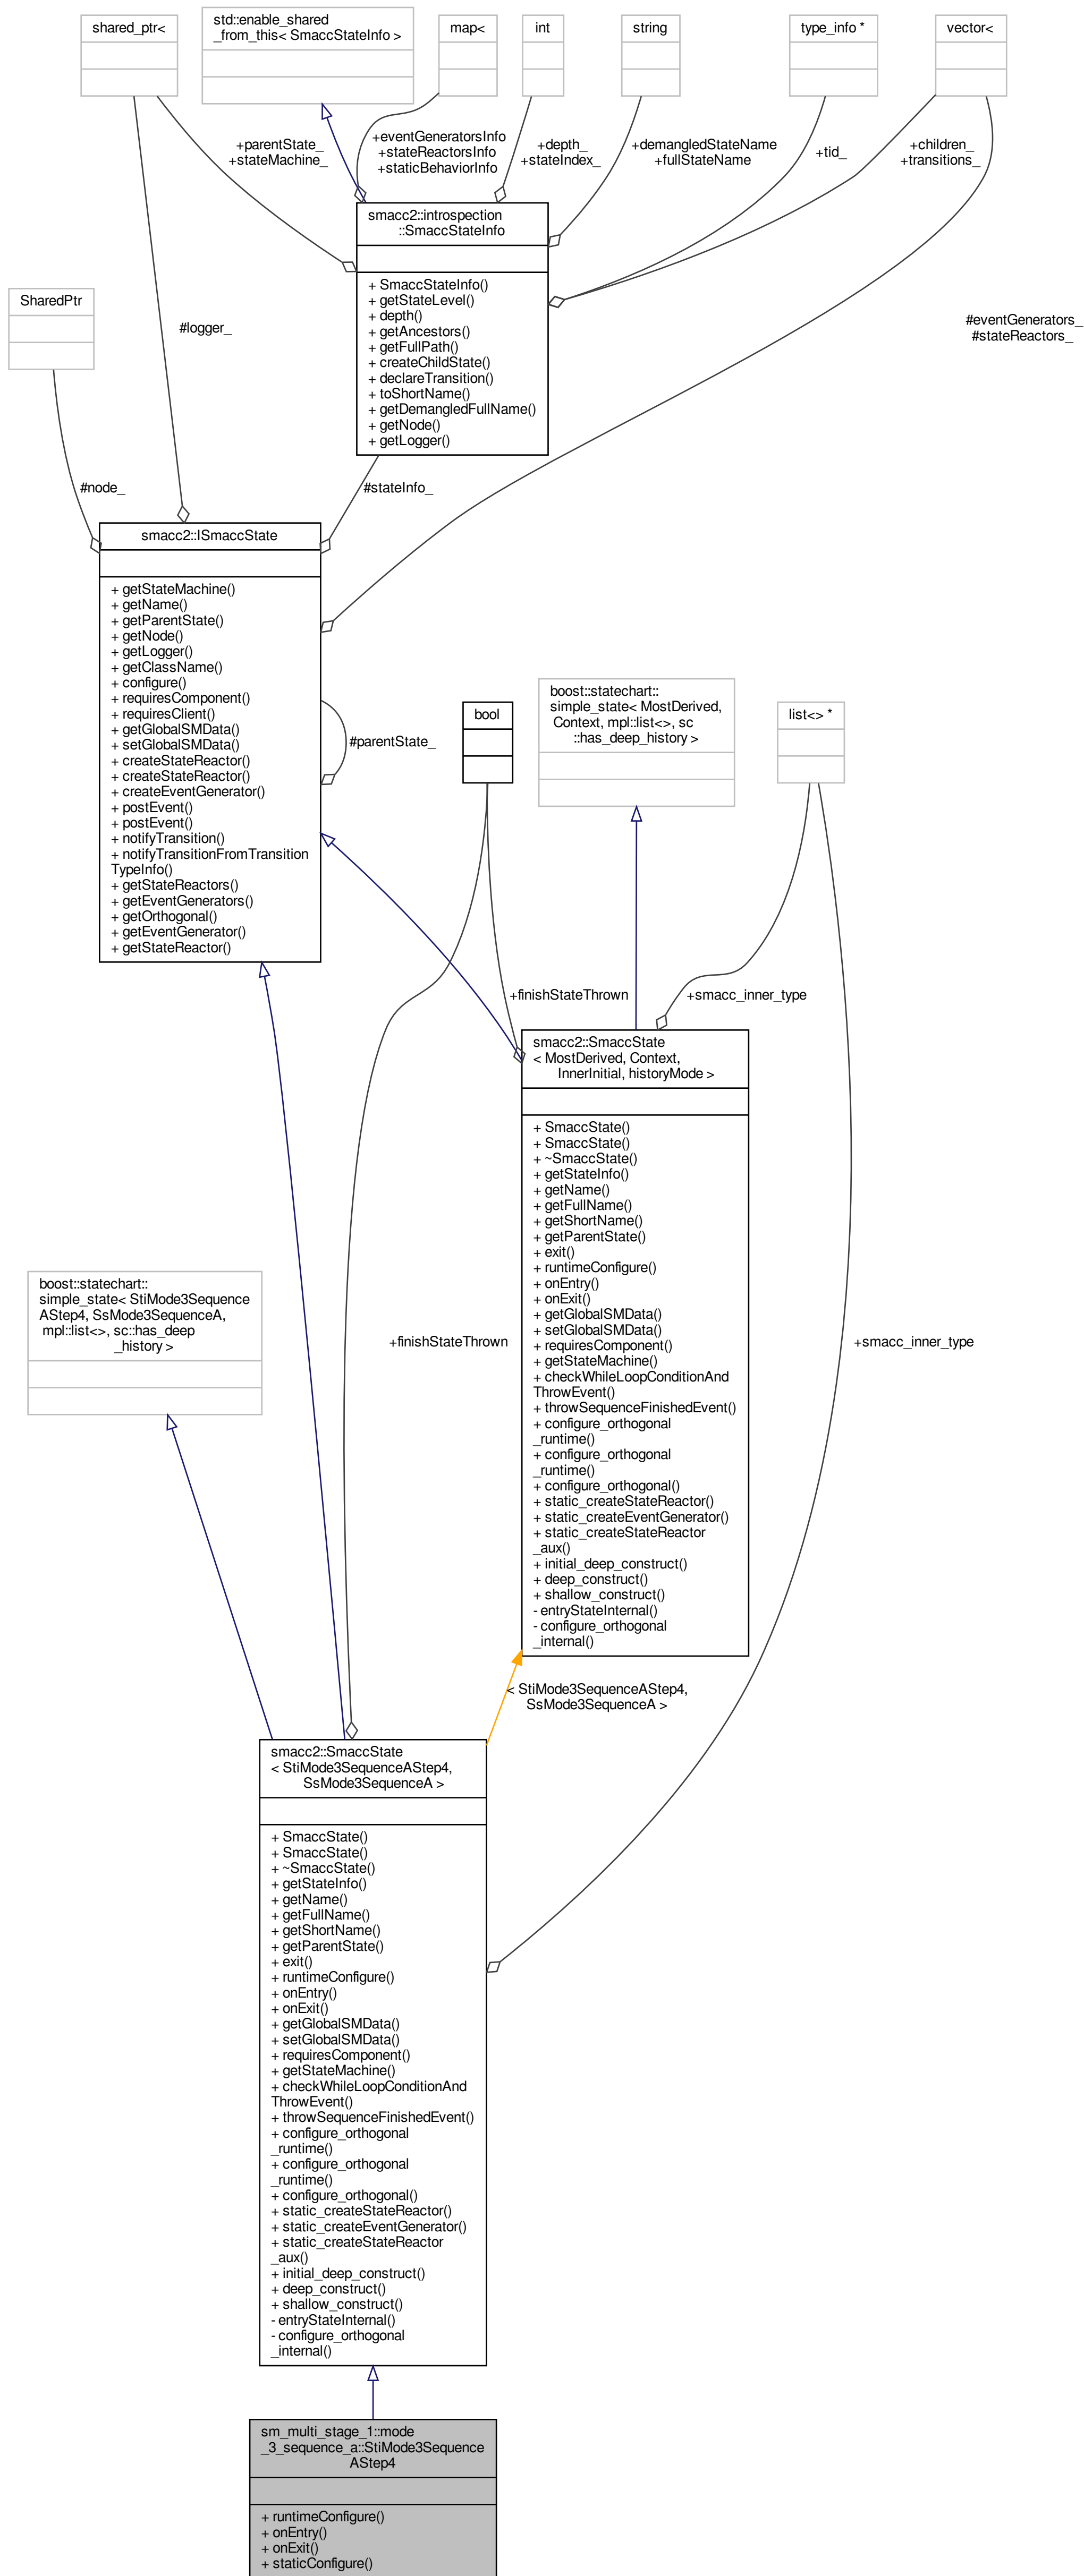 shared_ptr<
std::enable_shared
_from_this< SmaccStateInfo >
map<
int
string
type_info *
vector<
+parentState_
+stateMachine_
+eventGeneratorsInfo
+stateReactorsInfo
+staticBehaviorInfo
+depth_
+stateIndex_
+demangledStateName
+fullStateName
+tid_
+children_
+transitions_
smacc2::introspection
::SmaccStateInfo
+ SmaccStateInfo()
+ getStateLevel()
+ depth()
+ getAncestors()
+ getFullPath()
+ createChildState()
+ declareTransition()
+ toShortName()
+ getDemangledFullName()
+ getNode()
+ getLogger()
SharedPtr
#logger_
#eventGenerators_
#stateReactors_
#node_
#stateInfo_
smacc2::ISmaccState
+ getStateMachine()
+ getName()
+ getParentState()
+ getNode()
+ getLogger()
+ getClassName()
+ configure()
+ requiresComponent()
+ requiresClient()
+ getGlobalSMData()
+ setGlobalSMData()
+ createStateReactor()
+ createStateReactor()
+ createEventGenerator()
+ postEvent()
+ postEvent()
+ notifyTransition()
+ notifyTransitionFromTransition
TypeInfo()
+ getStateReactors()
+ getEventGenerators()
+ getOrthogonal()
+ getEventGenerator()
+ getStateReactor()
#parentState_
bool
boost::statechart::
simple_state< MostDerived,
Context, mpl::list<>, sc
::has_deep_history >
list<> *
+finishStateThrown
+smacc_inner_type
smacc2::SmaccState
< MostDerived, Context,
InnerInitial, historyMode >
+ SmaccState()
+ SmaccState()
+ ~SmaccState()
+ getStateInfo()
+ getName()
+ getFullName()
+ getShortName()
+ getParentState()
+ exit()
+ runtimeConfigure()
+ onEntry()
+ onExit()
+ getGlobalSMData()
+ setGlobalSMData()
+ requiresComponent()
+ getStateMachine()
+ checkWhileLoopConditionAnd
ThrowEvent()
+ throwSequenceFinishedEvent()
+ configure_orthogonal
_runtime()
+ configure_orthogonal
_runtime()
+ configure_orthogonal()
+ static_createStateReactor()
+ static_createEventGenerator()
+ static_createStateReactor
_aux()
+ initial_deep_construct()
+ deep_construct()
+ shallow_construct()
- entryStateInternal()
- configure_orthogonal
_internal()
boost::statechart::
simple_state< StiMode3Sequence
AStep4, SsMode3SequenceA,
mpl::list<>, sc::has_deep
_history >
+finishStateThrown
+smacc_inner_type
< StiMode3SequenceAStep4,
SsMode3SequenceA >
smacc2::SmaccState
< StiMode3SequenceAStep4,
SsMode3SequenceA >
+ SmaccState()
+ SmaccState()
+ ~SmaccState()
+ getStateInfo()
+ getName()
+ getFullName()
+ getShortName()
+ getParentState()
+ exit()
+ runtimeConfigure()
+ onEntry()
+ onExit()
+ getGlobalSMData()
+ setGlobalSMData()
+ requiresComponent()
+ getStateMachine()
+ checkWhileLoopConditionAnd
ThrowEvent()
+ throwSequenceFinishedEvent()
+ configure_orthogonal
_runtime()
+ configure_orthogonal
_runtime()
+ configure_orthogonal()
+ static_createStateReactor()
+ static_createEventGenerator()
+ static_createStateReactor
_aux()
+ initial_deep_construct()
+ deep_construct()
+ shallow_construct()
- entryStateInternal()
- configure_orthogonal
_internal()
sm_multi_stage_1::mode
_3_sequence_a::StiMode3Sequence
AStep4
+ runtimeConfigure()
+ onEntry()
+ onExit()
+ staticConfigure()